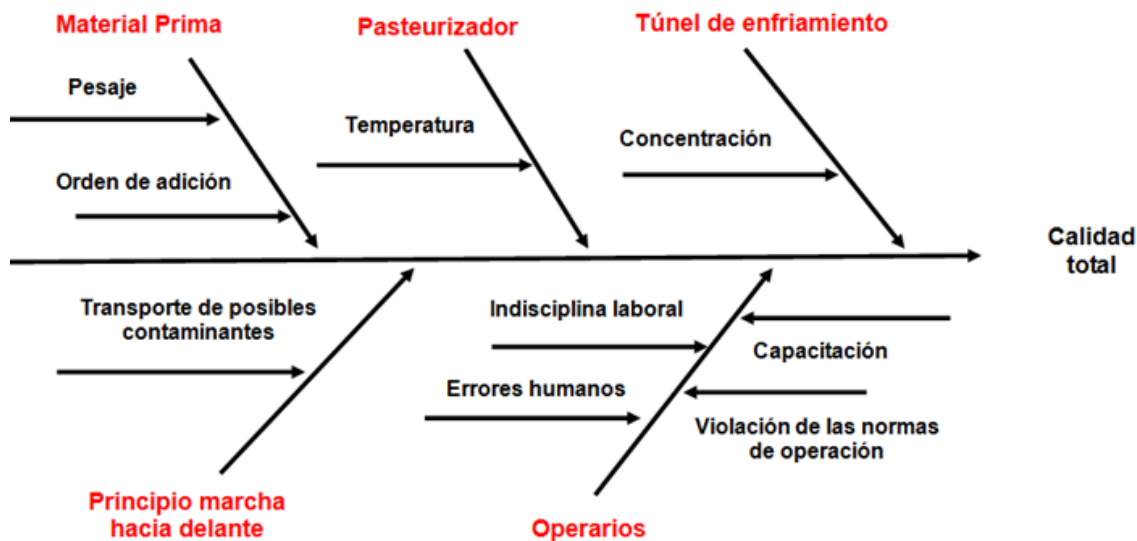 Material Prima
Pasteurizador
Túnel de enfriamiento
Pesaje
Temperatura
Concentración
Orden de adición
Calidad
total
Transporte de posibles
contaminantes
Indisciplina laboral
Capacitación
Errores humanos
Violación de las normas
de operación
Principio marcha
hacia delante
Operarios